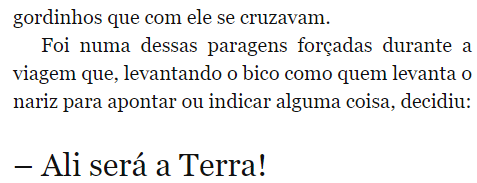 gordinhos que com ele se cruzavam.
Foi numa dessas paragens forçadas durante a
viagem que, levantando o bico como quem levanta o
nariz para apontar ou indicar alguma coisa, decidiu:
– Ali será a Terra!